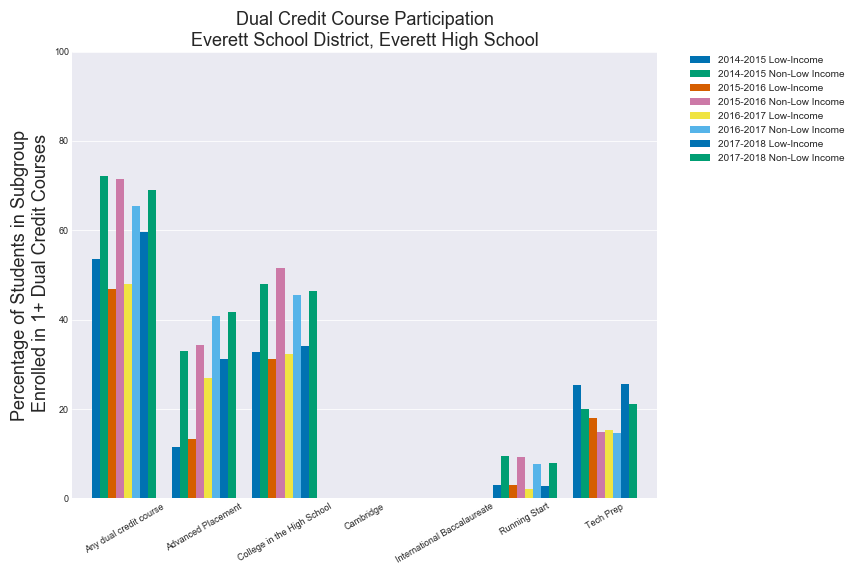 Dual Credit Course Participation
Everett School District, Everett High School
Percentage of Students in Subgroup
Enrolled in 1+ Dual Credit Courses
100
80
60
40
20
0
Any dual credit course
Advanced Placement
College in the High School
Cambridge
International Baccalaureate
Running Start
Tech Prep
2014-2015 Low-Income
2014-2015 Non-Low Income
2015-2016 Low-Income
2015-2016 Non-Low Income
2016-2017 Low-Income
2016-2017 Non-Low Income
2017-2018 Low-Income
2017-2018 Non-Low Income